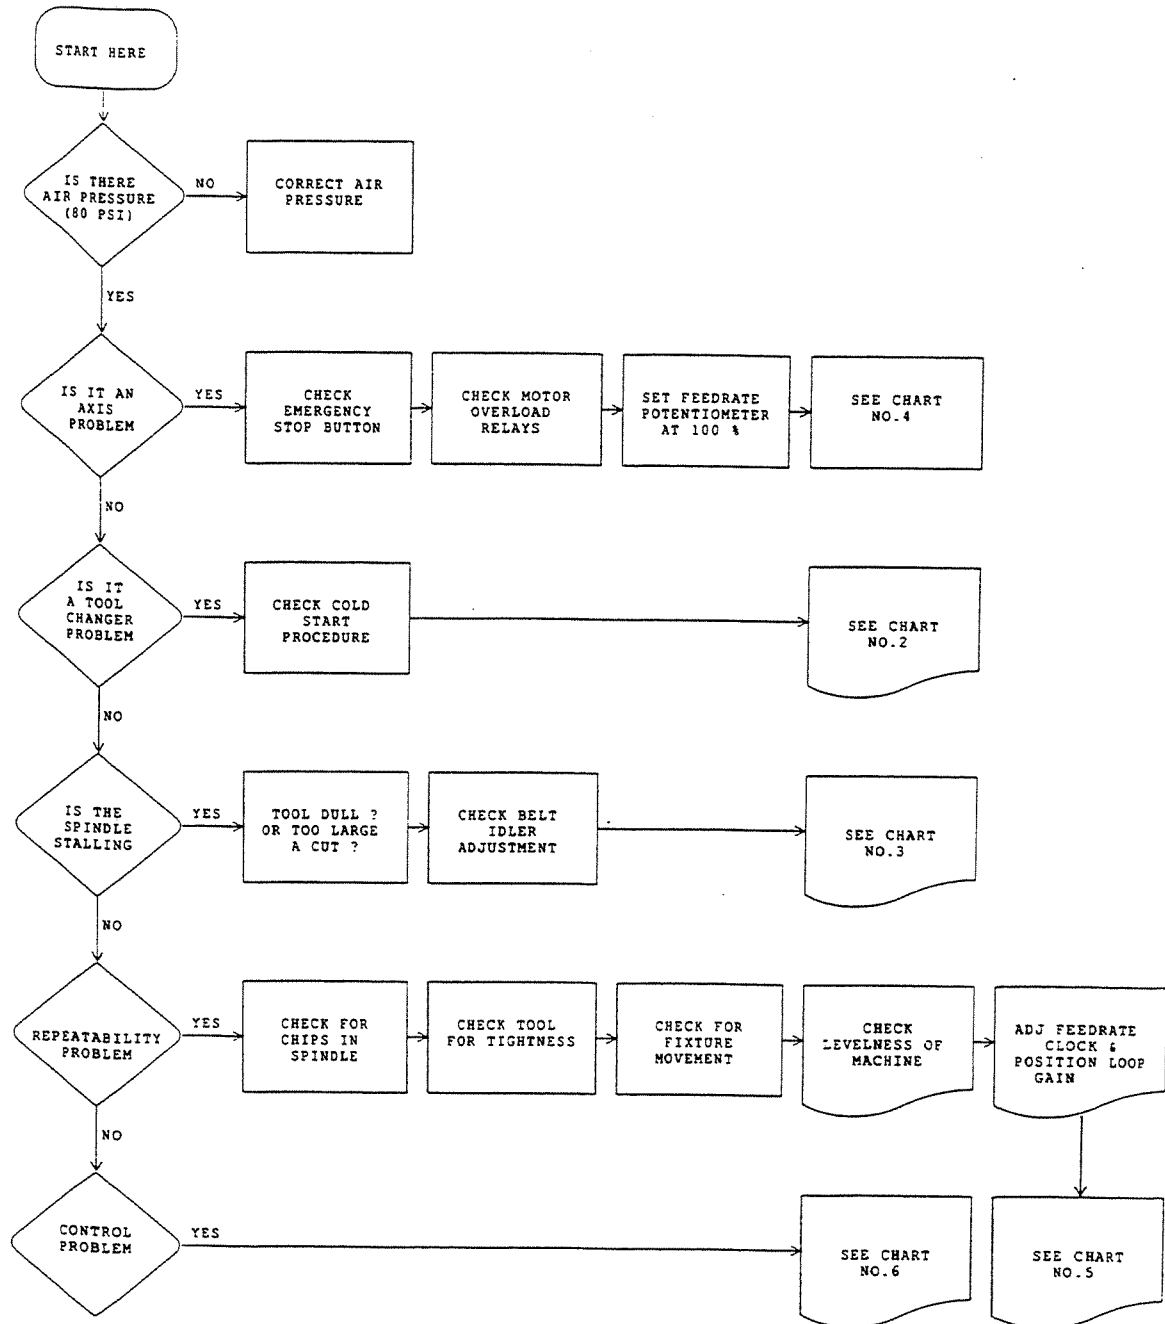 START HERE
IS THERE
AIR PRESSURE
(80 PSI)
NO
CORRECT AIR
PRESSURE
YES
IS IT AN
AXIS
PROBLEM
YES
CHECK
EMERGENCY
STOP BUTTON
CHECK MOTOR
OVERLOAD
RELAYS
SET FEEDRATE
POTENTIOMETER
AT 100 %
SEE CHART
NO.4
NO
IS IT
A TOOL
CHANGER
PROBLEM
YES
CHECK COLD
START
PROCEDURE
SEE CHART
NO.2
NO
IS THE
SPINDLE
STALLING
YES
TOOL DULL ?
OR TOO LARGE
A CUT ?
CHECK BELT
IDLER
ADJUSTMENT
SEE CHART
NO.3
NO
REPEATABILITY
PROBLEM
YES
CHECK FOR
CHIPS IN
SPINDLE
CHECK TOOL
FOR TIGHTNESS
CHECK FOR
FIXTURE
MOVEMENT
CHECK
LEVELNESS OF
MACHINE
ADJ FEEDRATE
CLOCK &
POSITION LOOP
GAIN
NO
CONTROL
PROBLEM
YES
SEE CHART
NO.6
SEE CHART
NO.5